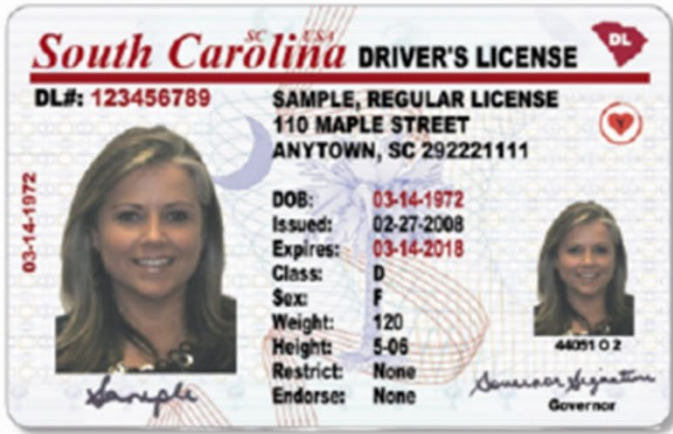 SC USA
South Carolina DRIVER'S LICENSE
DL
DL#: 123456789
SAMPLE, REGULAR LICENSE
110 MAPLE STREET
ANYTOWN, SC 292221111
03-14-1972
DOB: 03-14-1972
Issued: 02-27-2008
Expires: 03-14-2018
Class: D
Sex: F
Weight: 120
Height: 5-06
Restrict: None
Endorse: None
Sample
44091 O 2
Governor Signature
Governor